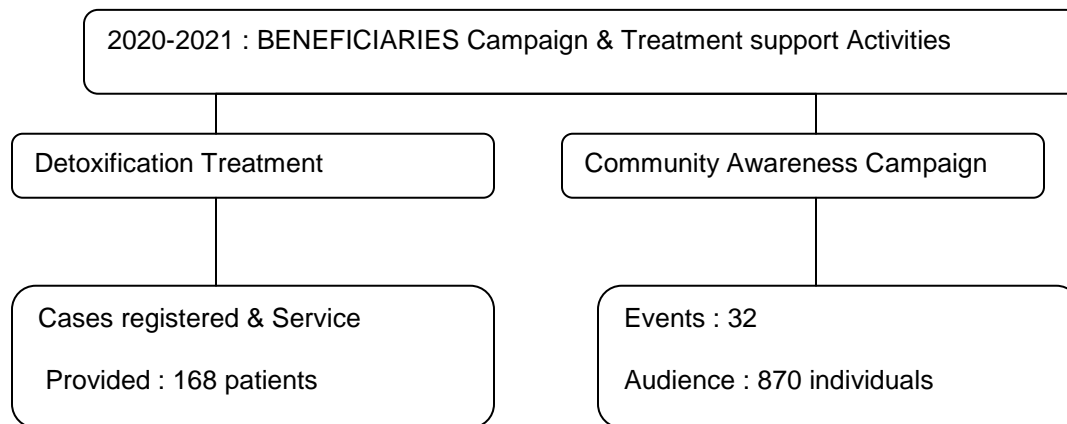 2020-2021 : BENEFICIARIES Campaign & Treatment support Activities
Detoxification Treatment
Community Awareness Campaign
Cases registered & Service
Provided : 168 patients
Events : 32
Audience : 870 individuals